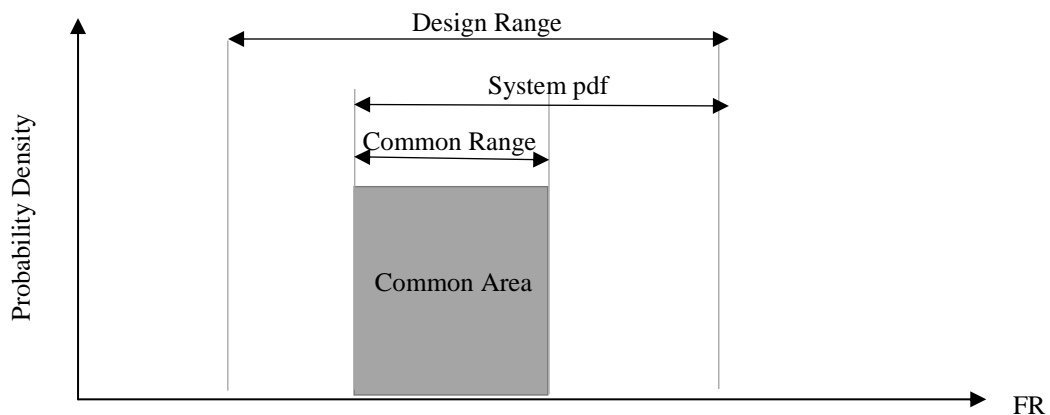 Design Range
System pdf
Common Range
Probability Density
Common Area
FR